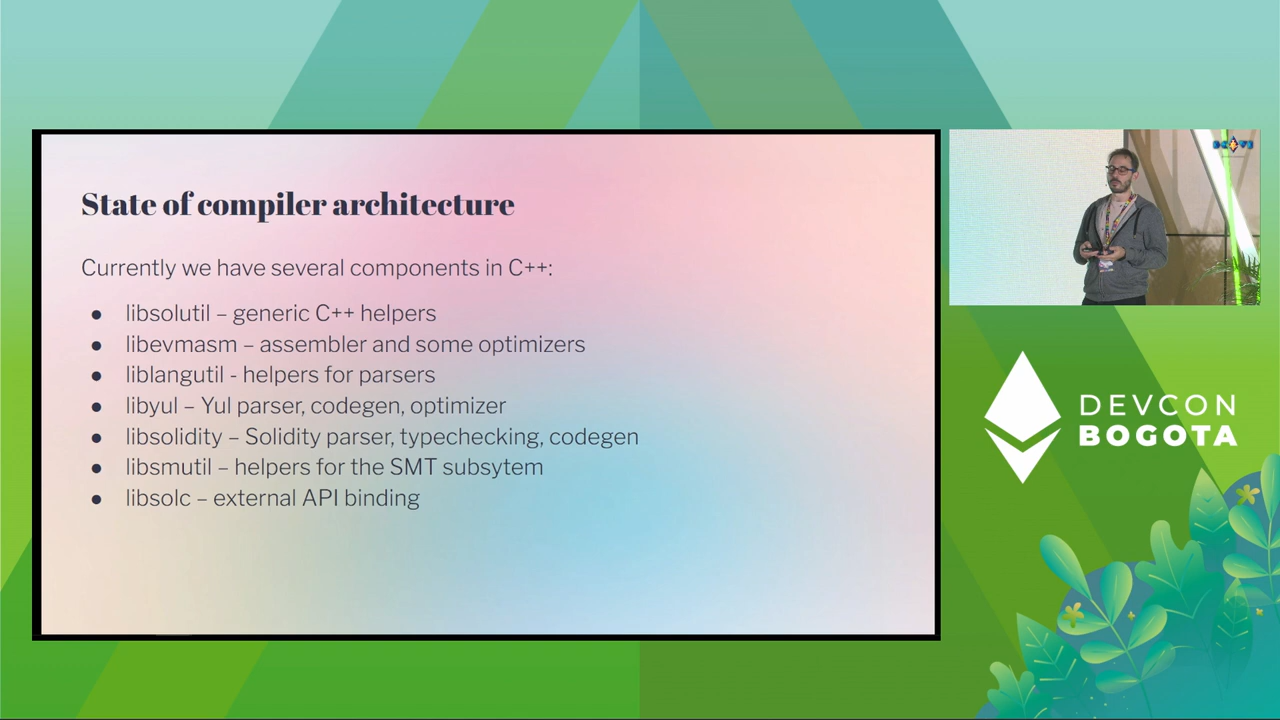 State of compiler architecture
Currently we have several components in C++:
● libsolutil – generic C++ helpers
● libevmasm – assembler and some optimizers
● liblangutil - helpers for parsers
● libyul – Yul parser, codegen, optimizer
● libsolidity – Solidity parser, typechecking, codegen
● libsmutil – helpers for the SMT subsytem
● libsolc – external API binding
DEVCON
BOGOTA